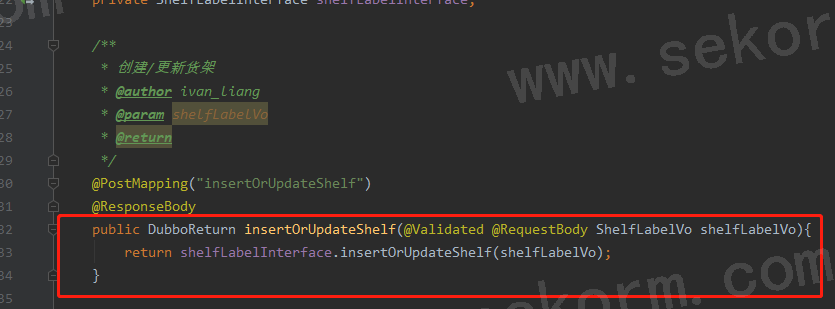 22 private ShelfLabelInterface shelfLabelInterface;
23
24 /**
25 * 创建/更新货架
26 * @author ivan_liang
27 * @param shelfLabelVo
28 * @return
29 */
30 @PostMapping("insertOrUpdateShelf")
31 @ResponseBody
32 public DubboReturn insertOrUpdateShelf(@Validated @RequestBody ShelfLabelVo shelfLabelVo){
33 return shelfLabelInterface.insertOrUpdateShelf(shelfLabelVo);
34 }
35
om
www.sekor
sekorm.com